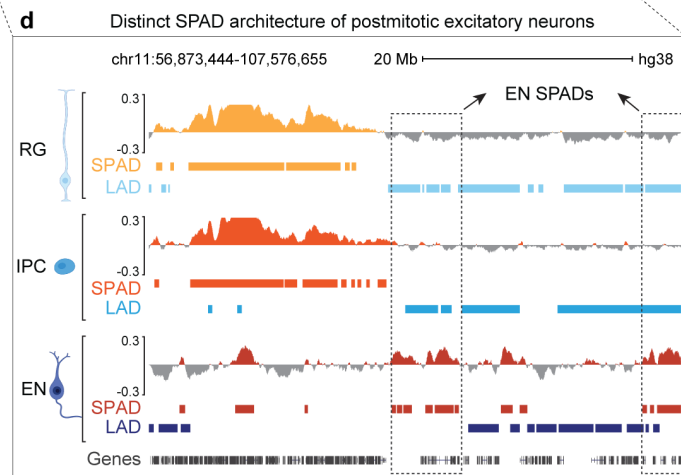 d Distinct SPAD architecture of postmitotic excitatory neurons
chr11:56,873,444-107,576,655 20 Mb hg38
EN SPADs
RG
0.3
-0.3
SPAD
LAD
IPC
0.3
-0.3
SPAD
LAD
EN
0.3
-0.3
SPAD
LAD
Genes